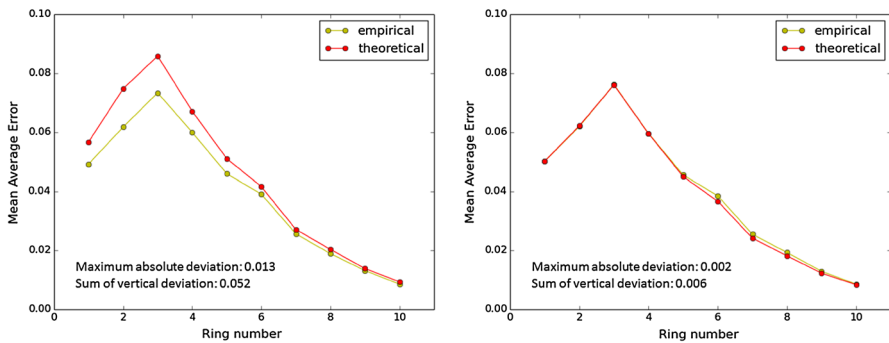 0.10
0.08
0.06
0.04
0.02
0.00
Mean Average Error
empirical
theoretical
Maximum absolute deviation: 0.013
Sum of vertical deviation: 0.052
0 2 4 6 8 10
Ring number
0.10
0.08
0.06
0.04
0.02
0.00
Mean Average Error
empirical
theoretical
Maximum absolute deviation: 0.002
Sum of vertical deviation: 0.006
0 2 4 6 8 10
Ring number